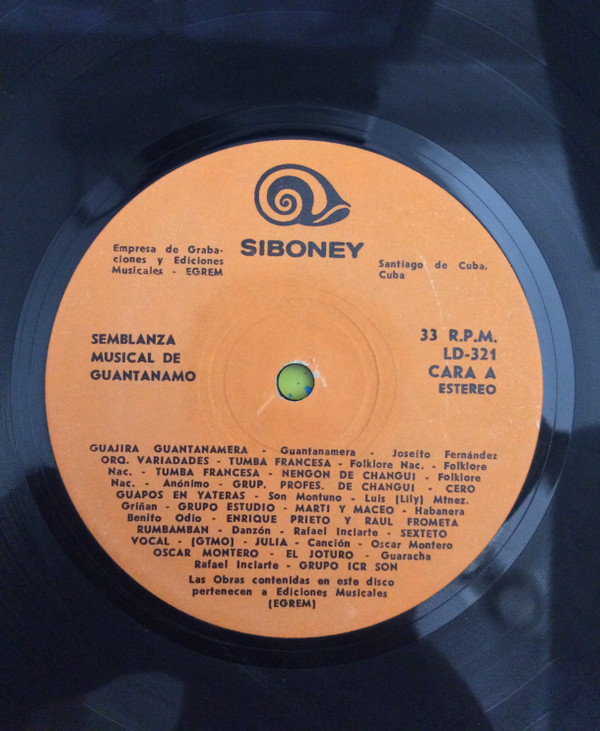 SIBONEY
Empresa de Graba-
ciones y Ediciones
Musicales - EGREM
Santiago de Cuba.
Cuba
SEMBLANZA
MUSICAL DE
GUANTANAMO
33 R.P.M.
LD-321
CARA A
ESTEREO
GUAJIRA GUANTANAMERA - Guantanamera - Joseito Fernández
ORQ. VARIADADES - TUMBA FRANCESA - Folklore Nac. - Folklore
Nac. - TUMBA FRANCESA - NENGON DE CHANGUI - Folklore
Nac. - Anónimo - GRUP. PROFES. DE CHANGUI - CERO
GUAPOS EN YATERAS - Son Montuno - Luis (Lily) Mtnez.
Griñan - GRUPO ESTUDIO - MARTI Y MACEO - Habanera
Benito Odio - ENRIQUE PRIETO Y RAUL FROMETA
RUMBAMBAN - Danzón - Rafael Inciarte - SEXTETO
VOCAL - (GTMO) - JULIA - Canción - Oscar Montero
OSCAR MONTERO - EL JOTURO - Guaracha
Rafael Inciarte - GRUPO ICR SON
Las Obras contenidas en este disco
pertenecen a Ediciones Musicales
(EGREM)